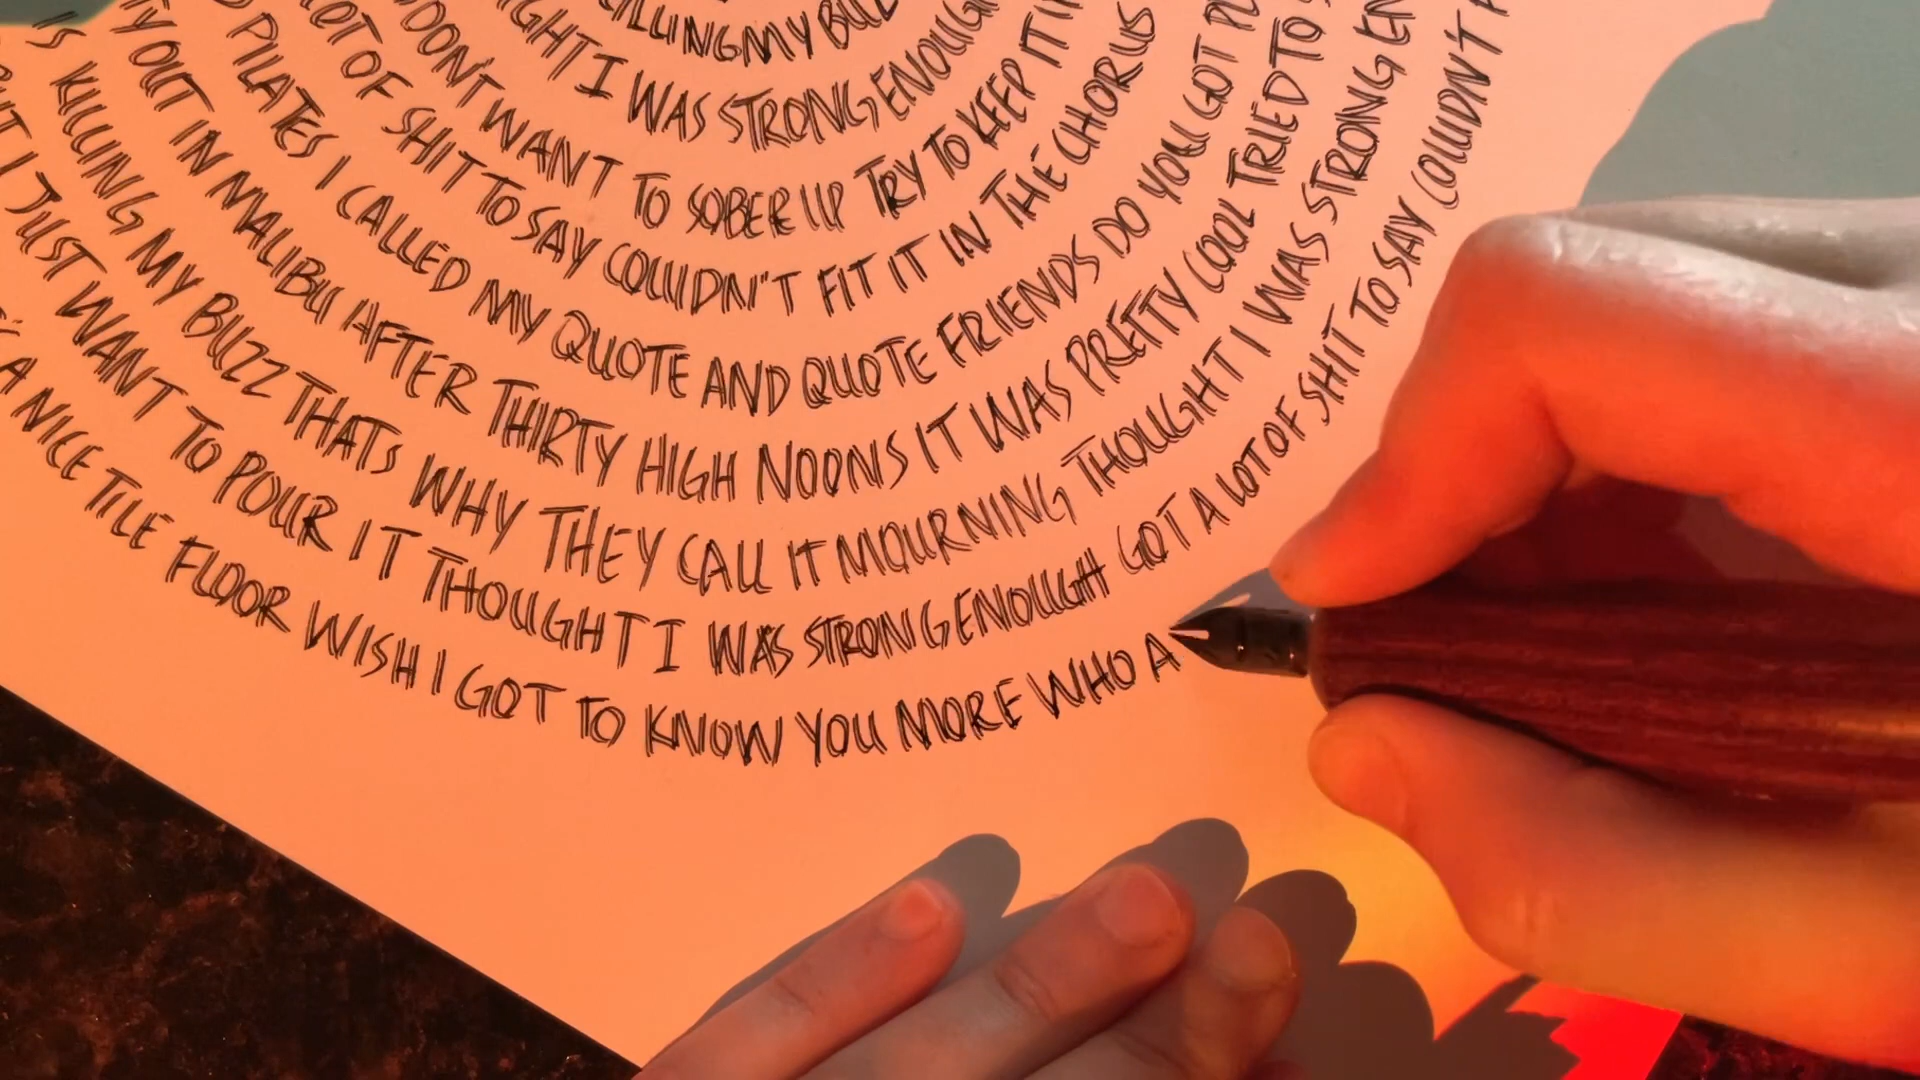 KILLING MY BUZZ
I WAS STRONG ENOUGH
DON'T WANT TO SOBER UP TRY TO KEEP IT
LOT OF SHIT TO SAY COULDN'T FIT IT IN THE CHORUS
PILATES I CALLED MY QUOTE AND QUOTE FRIENDS DO YOU GOT
OUT IN MALIBU AFTER THIRTY HIGH NOONS IT WAS PRETTY COOL TRIED TO
IS KILLING MY BUZZ THATS WHY THEY CALL IT MOURNING THOUGHT I WAS STRONG
I JUST WANT TO POUR IT THOUGHT I WAS STRONG ENOUGH GOT A LOT OF SHIT TO SAY COULDN'T
A NICE TILE FLOOR WISH I GOT TO KNOW YOU MORE WHO A